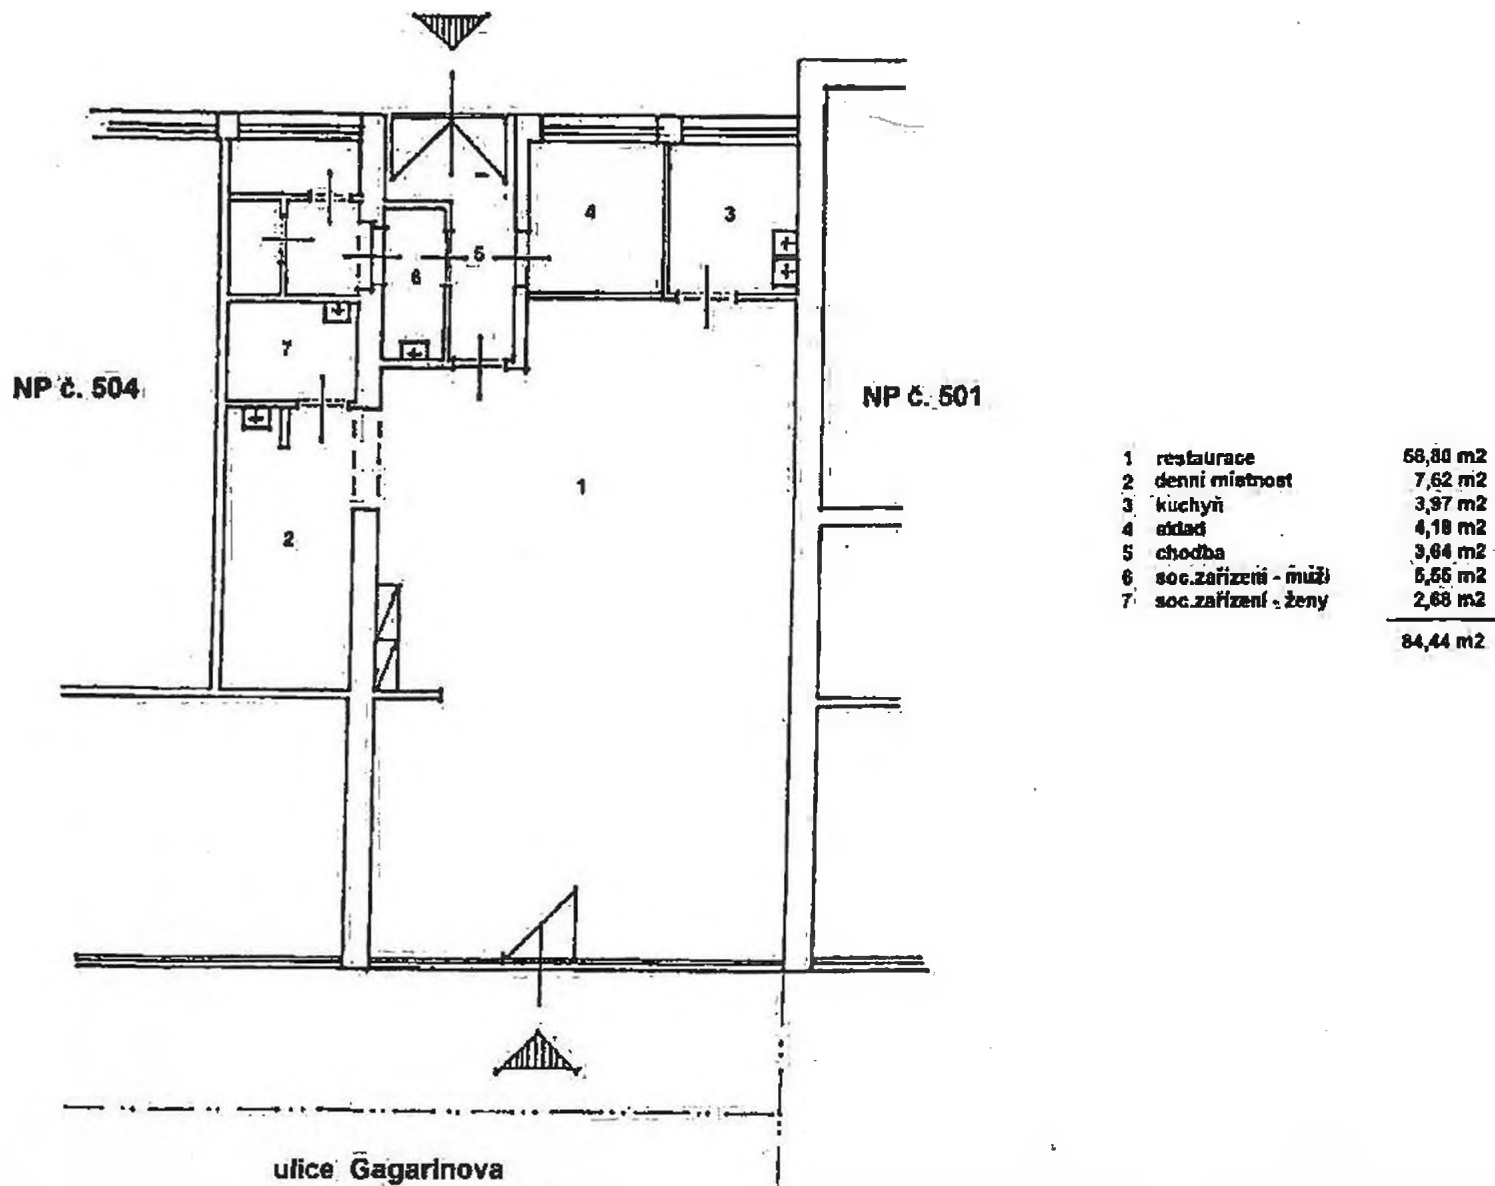 4
3
5
6
7
NP č. 504
NP č. 501
1
2
1 restaurace 56,80 m2
2 denní místnost 7,62 m2
3 kuchyň 3,97 m2
4 sklad 4,18 m2
5 chodba 3,64 m2
6 soc.zařízení - muži 5,55 m2
7 soc.zařízení - ženy 2,68 m2
84,44 m2
ulice Gagarinova